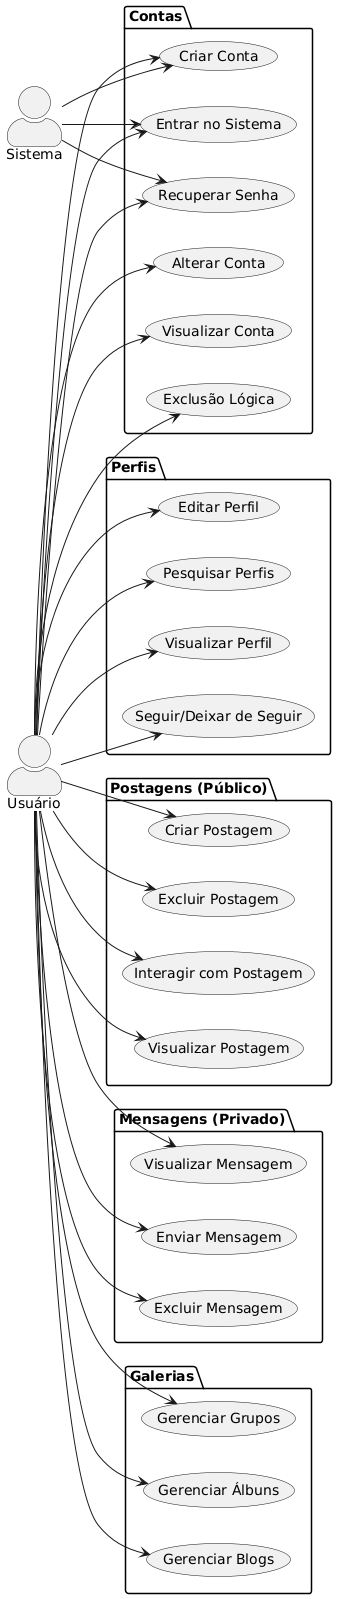 Contas
Criar Conta
Sistema
Entrar no Sistema
Recuperar Senha
Alterar Conta
Visualizar Conta
Exclusão Lógica
Perfis
Editar Perfil
Pesquisar Perfis
Visualizar Perfil
Seguir/Deixar de Seguir
Usuário
Postagens (Público)
Criar Postagem
Excluir Postagem
Interagir com Postagem
Visualizar Postagem
Mensagens (Privado)
Visualizar Mensagem
Enviar Mensagem
Excluir Mensagem
Galerias
Gerenciar Grupos
Gerenciar Álbuns
Gerenciar Blogs